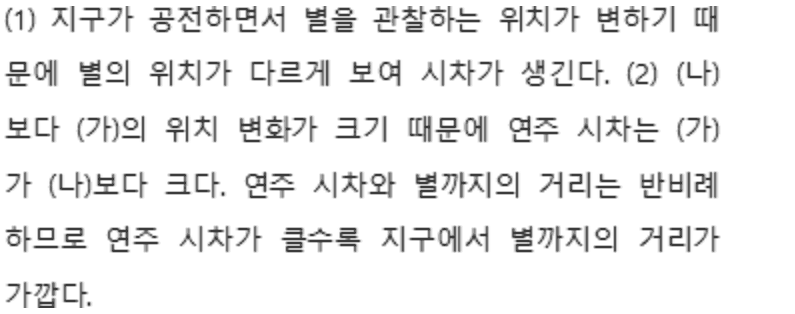 (1) 지구가 공전하면서 별을 관찰하는 위치가 변하기 때
문에 별의 위치가 다르게 보여 시차가 생긴다. (2) (나)
보다 (가)의 위치 변화가 크기 때문에 연주 시차는 (가)
가 (나)보다 크다. 연주 시차와 별까지의 거리는 반비례
하므로 연주 시차가 클수록 지구에서 별까지의 거리가
가깝다.